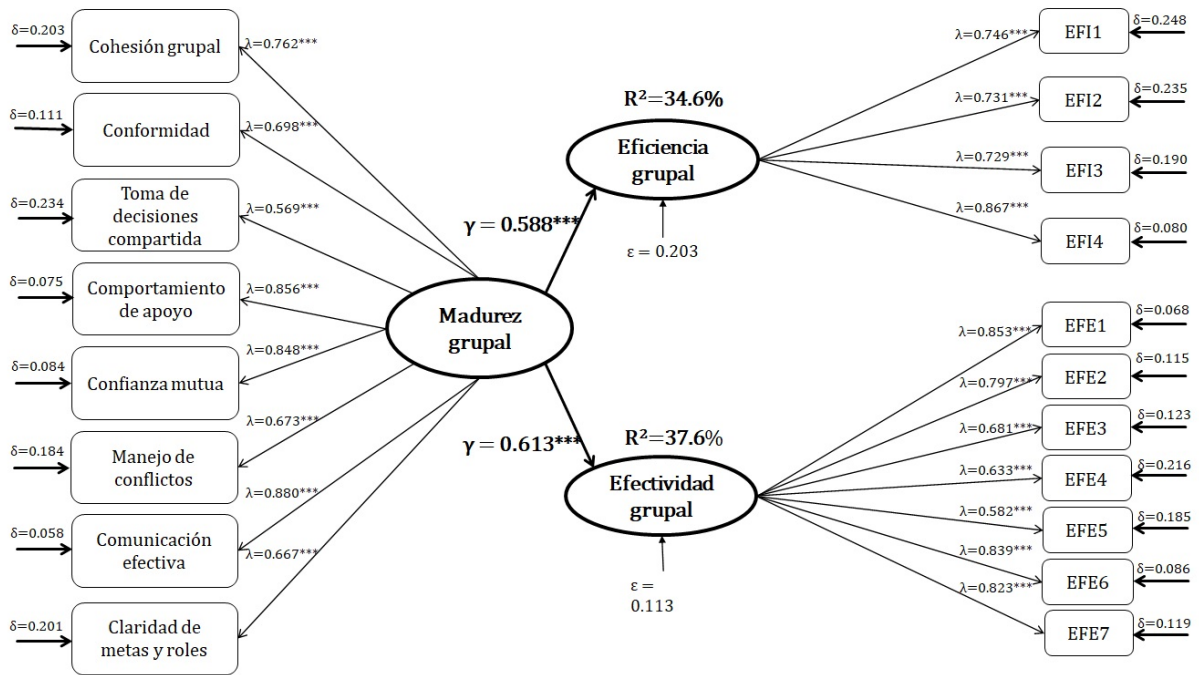 δ=0.203
Cohesión grupal
λ=0.762***
δ=0.111
Conformidad
λ=0.698***
δ=0.234
Toma de
decisiones
compartida
λ=0.569***
δ=0.075
Comportamiento
de apoyo
λ=0.856***
δ=0.084
Confianza mutua
λ=0.848***
δ=0.184
Manejo de
conflictos
λ=0.673***
δ=0.058
Comunicación
efectiva
λ=0.880***
δ=0.201
Claridad de
metas y roles
λ=0.667***
Madurez
grupal
γ = 0.588***
γ = 0.613***
R²=34.6%
Eficiencia
grupal
ε = 0.203
R²=37.6%
Efectividad
grupal
ε =
0.113
λ=0.746***
EFI1
δ=0.248
λ=0.731***
EFI2
δ=0.235
λ=0.729***
EFI3
δ=0.190
λ=0.867***
EFI4
δ=0.080
λ=0.853***
EFE1
δ=0.068
λ=0.797***
EFE2
δ=0.115
λ=0.681***
EFE3
δ=0.123
λ=0.633***
EFE4
δ=0.216
λ=0.582***
EFE5
δ=0.185
λ=0.839***
EFE6
δ=0.086
λ=0.823***
EFE7
δ=0.119